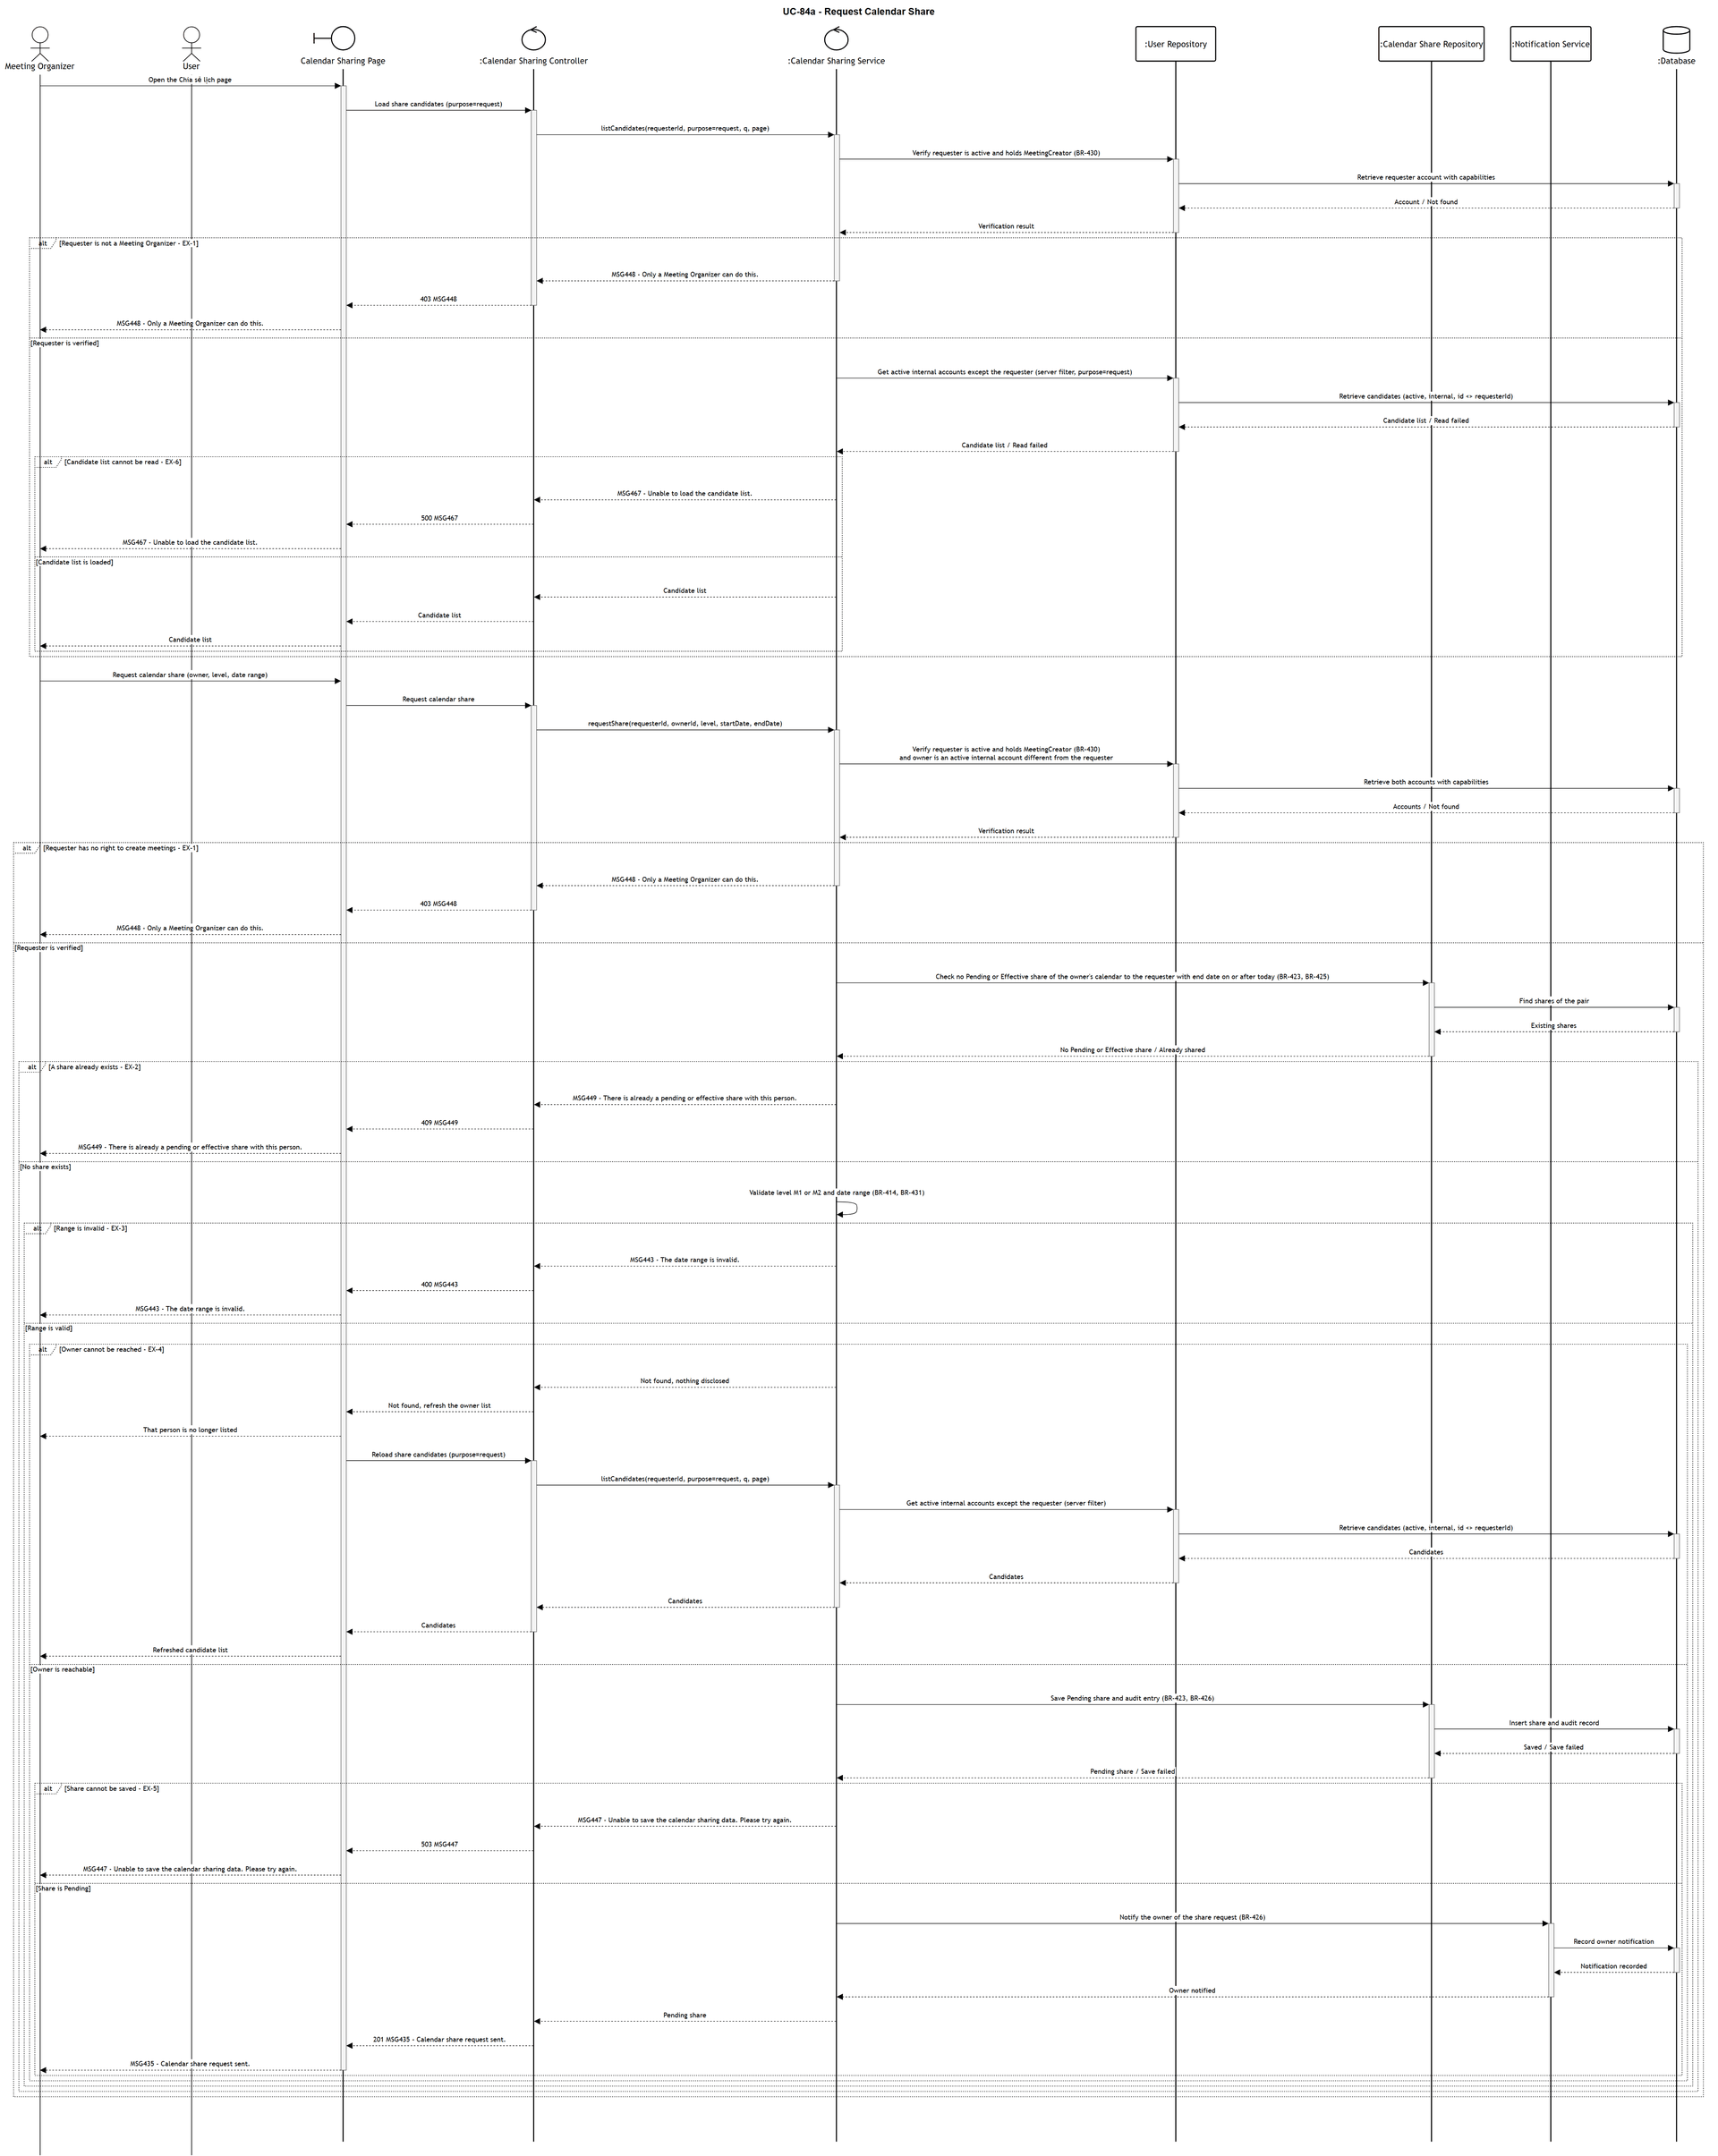 UC-84a - Request Calendar Share
Meeting Organizer
User
Calendar Sharing Page
:Calendar Sharing Controller
:Calendar Sharing Service
:User Repository
:Calendar Share Repository
:Notification Service
:Database
Open the Chia sẻ lịch page
Load share candidates (purpose=request)
listCandidates(requesterId, purpose=request, q, page)
Verify requester is active and holds MeetingCreator (BR-430)
Retrieve requester account with capabilities
Account / Not found
Verification result
alt [Requester is not a Meeting Organizer - EX-1]
MSG448 - Only a Meeting Organizer can do this.
403 MSG448
MSG448 - Only a Meeting Organizer can do this.
[Requester is verified]
Get active internal accounts except the requester (server filter, purpose=request)
Retrieve candidates (active, internal, id <> requesterId)
Candidate list / Read failed
Candidate list / Read failed
alt [Candidate list cannot be read - EX-6]
MSG467 - Unable to load the candidate list.
500 MSG467
MSG467 - Unable to load the candidate list.
[Candidate list is loaded]
Candidate list
Candidate list
Candidate list
Request calendar share (owner, level, date range)
Request calendar share
requestShare(requesterId, ownerId, level, startDate, endDate)
Verify requester is active and holds MeetingCreator (BR-430)
and owner is an active internal account different from the requester
Retrieve both accounts with capabilities
Accounts / Not found
Verification result
alt [Requester has no right to create meetings - EX-1]
MSG448 - Only a Meeting Organizer can do this.
403 MSG448
MSG448 - Only a Meeting Organizer can do this.
[Requester is verified]
Check no Pending or Effective share of the owner's calendar to the requester with end date on or after today (BR-423, BR-425)
Find shares of the pair
Existing shares
No Pending or Effective share / Already shared
alt [A share already exists - EX-2]
MSG449 - There is already a pending or effective share with this person.
409 MSG449
MSG449 - There is already a pending or effective share with this person.
[No share exists]
Validate level M1 or M2 and date range (BR-414, BR-431)
alt [Range is invalid - EX-3]
MSG443 - The date range is invalid.
400 MSG443
MSG443 - The date range is invalid.
[Range is valid]
alt [Owner cannot be reached - EX-4]
Not found, nothing disclosed
Not found, refresh the owner list
That person is no longer listed
Reload share candidates (purpose=request)
listCandidates(requesterId, purpose=request, q, page)
Get active internal accounts except the requester (server filter)
Retrieve candidates (active, internal, id <> requesterId)
Candidates
Candidates
Candidates
Candidates
Refreshed candidate list
[Owner is reachable]
Save Pending share and audit entry (BR-423, BR-426)
Insert share and audit record
Saved / Save failed
Pending share / Save failed
alt [Share cannot be saved - EX-5]
MSG447 - Unable to save the calendar sharing data. Please try again.
503 MSG447
MSG447 - Unable to save the calendar sharing data. Please try again.
[Share is Pending]
Notify the owner of the share request (BR-426)
Record owner notification
Notification recorded
Owner notified
Pending share
201 MSG435 - Calendar share request sent.
MSG435 - Calendar share request sent.